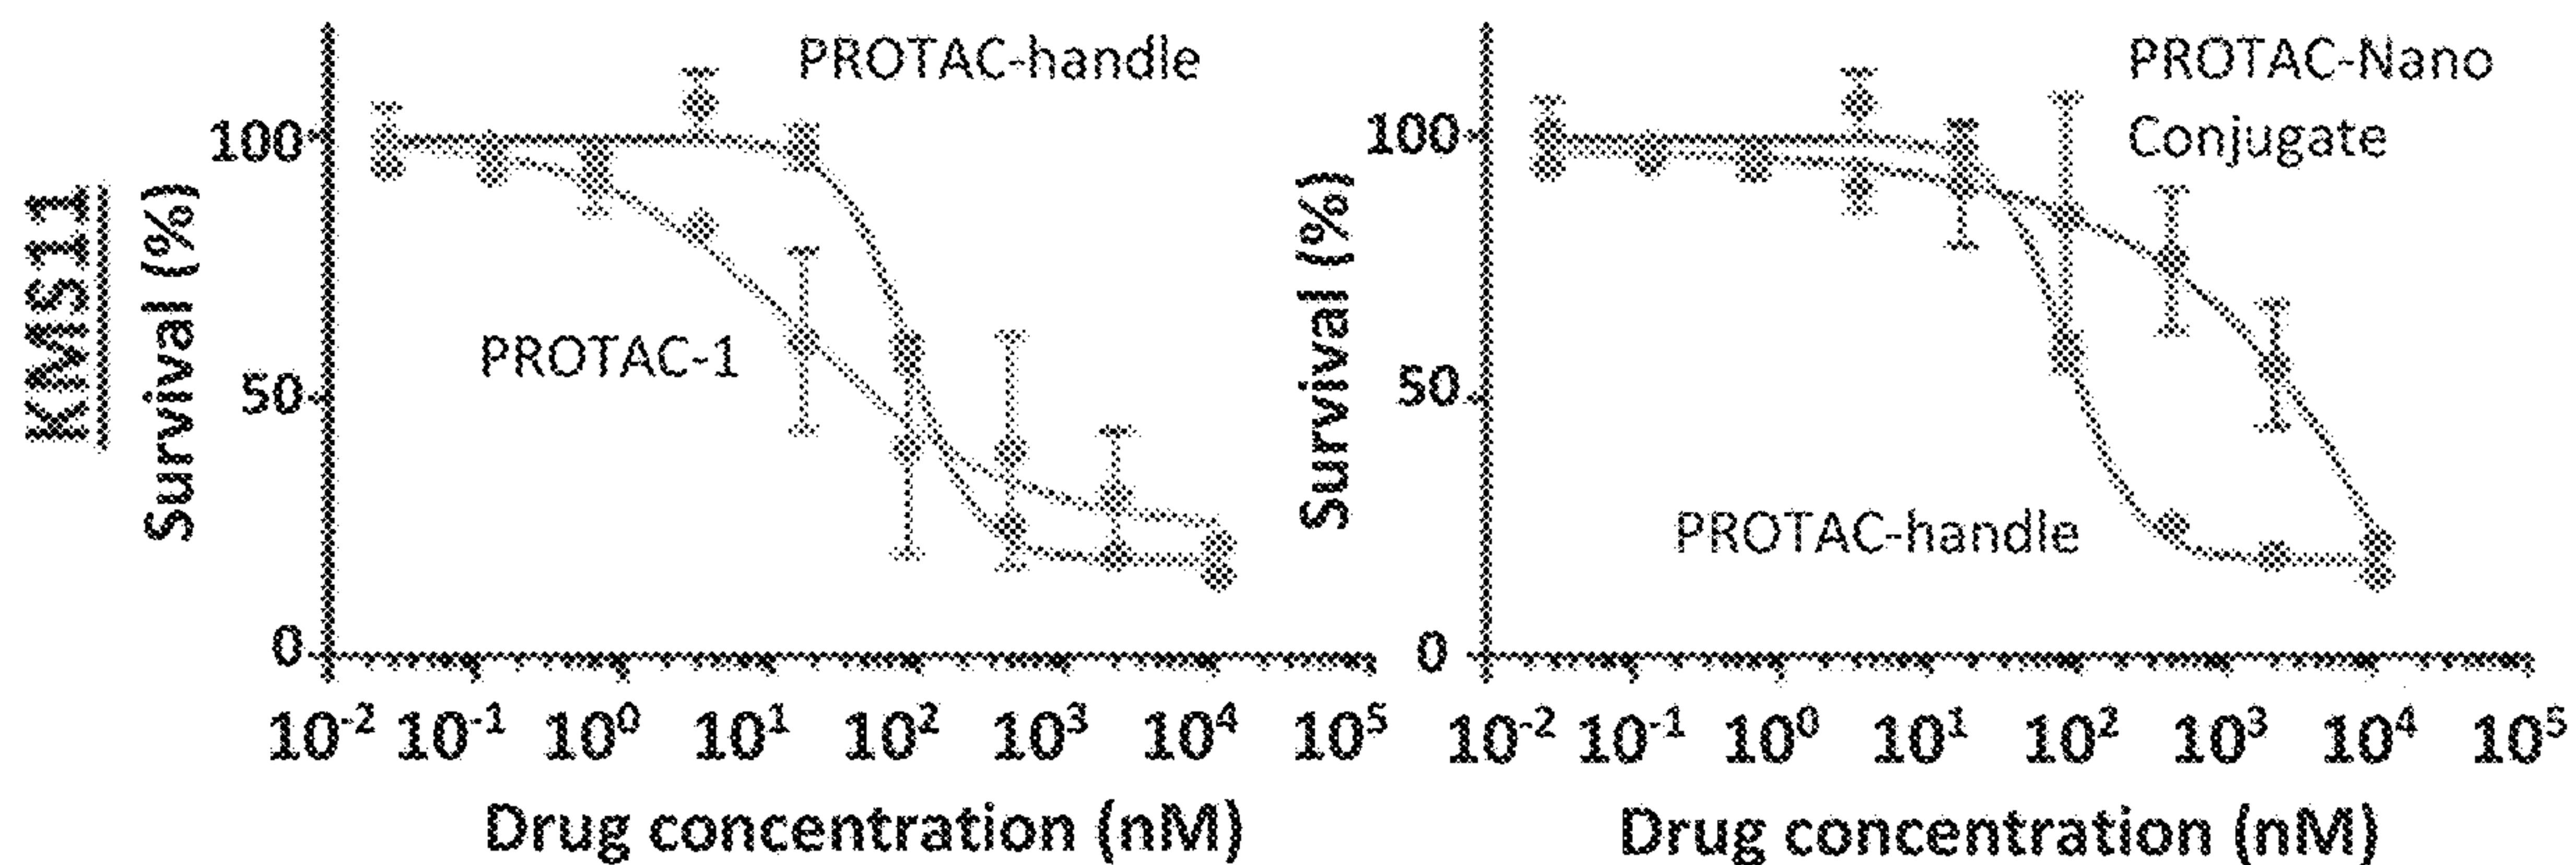 KMS11
Survival (%)
100
50
0
PROTAC-handle
PROTAC-1
10⁻² 10⁻¹ 10⁰ 10¹ 10² 10³ 10⁴ 10⁵
Drug concentration (nM)
Survival (%)
100
50
0
PROTAC-Nano
Conjugate
PROTAC-handle
10⁻² 10⁻¹ 10⁰ 10¹ 10² 10³ 10⁴ 10⁵
Drug concentration (nM)